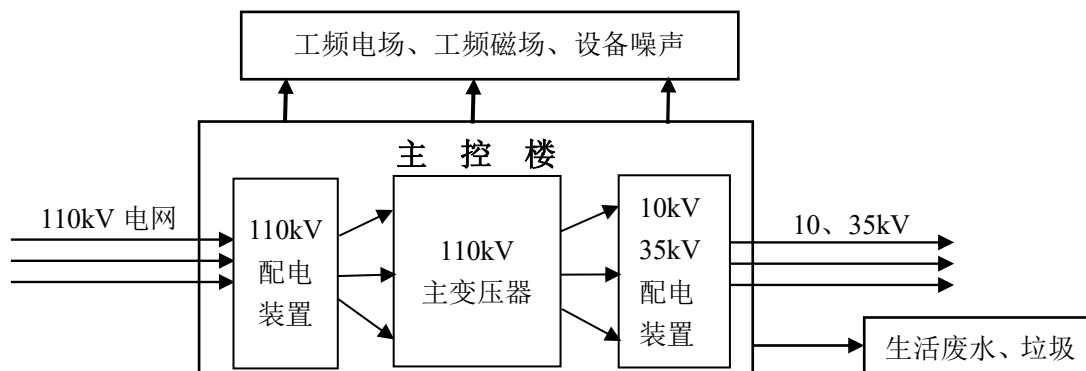 工频电场、工频磁场、设备噪声
主 控 楼
110kV 电网
110kV
配电
装置
110kV
主变压器
10kV
35kV
配电
装置
10、35kV
生活废水、垃圾